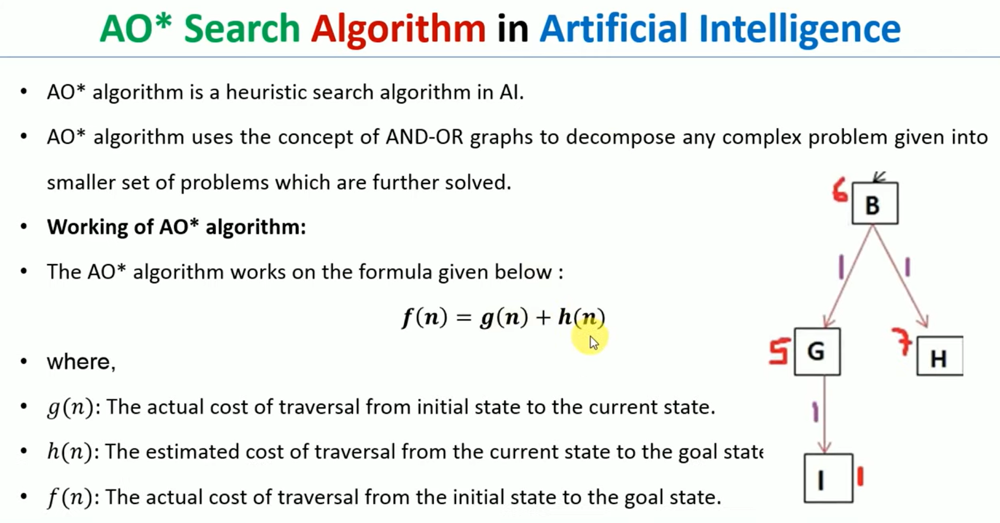 AO* Search Algorithm in Artificial Intelligence
• AO* algorithm is a heuristic search algorithm in AI.
• AO* algorithm uses the concept of AND-OR graphs to decompose any complex problem given into
smaller set of problems which are further solved.
• Working of AO* algorithm:
• The AO* algorithm works on the formula given below :
f(n) = g(n) + h(n)
• where,
• g(n): The actual cost of traversal from initial state to the current state.
• h(n): The estimated cost of traversal from the current state to the goal state
• f(n): The actual cost of traversal from the initial state to the goal state.
6 B
1 1
5 G 7 H
1
I 1